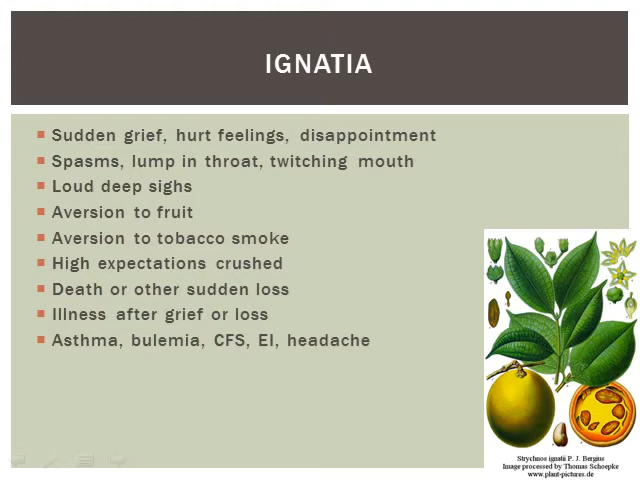 IGNATIA
Sudden grief, hurt feelings, disappointment
Spasms, lump in throat, twitching mouth
Loud deep sighs
Aversion to fruit
Aversion to tobacco smoke
High expectations crushed
Death or other sudden loss
Illness after grief or loss
Asthma, bulemia, CFS, EI, headache
Strychnos ignatii P. J. Bergius
Image processed by Thomas Schoepke
www.plant-pictures.de